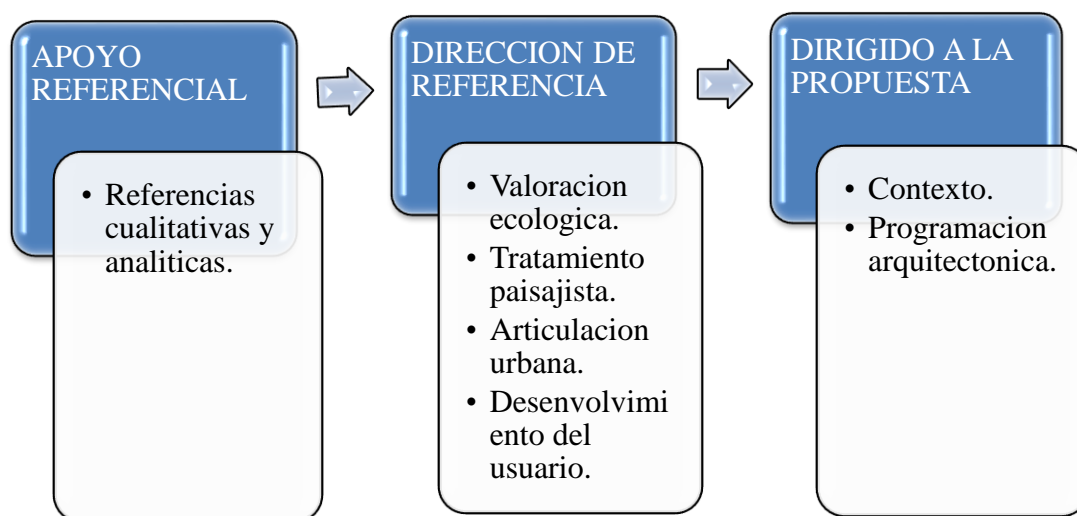 APOYO
REFERENCIAL
• Referencias
cualitativas y
analiticas.
DIRECCION DE
REFERENCIA
• Valoracion
ecologica.
• Tratamiento
paisajista.
• Articulacion
urbana.
• Desenvolvimi
ento del
usuario.
DIRIGIDO A LA
PROPUESTA
• Contexto.
• Programacion
arquitectonica.